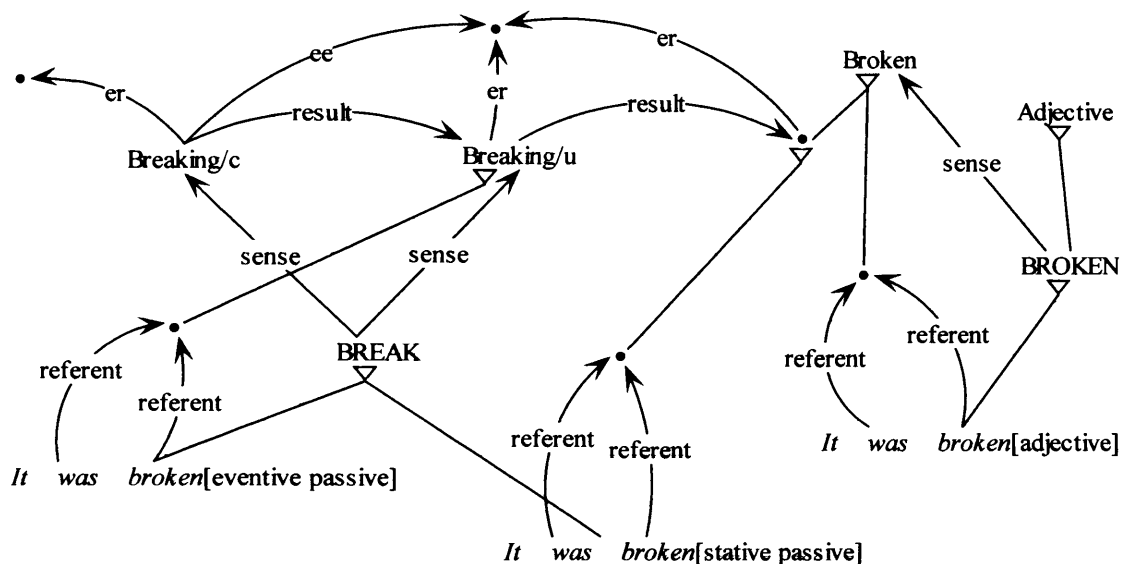 ee
er
Broken
er
er
result
result
Adjective
Breaking/c
Breaking/u
sense
sense
sense
BROKEN
referent
BREAK
referent
referent
referent
referent
referent
It was broken[adjective]
It was broken[eventive passive]
It was broken[stative passive]